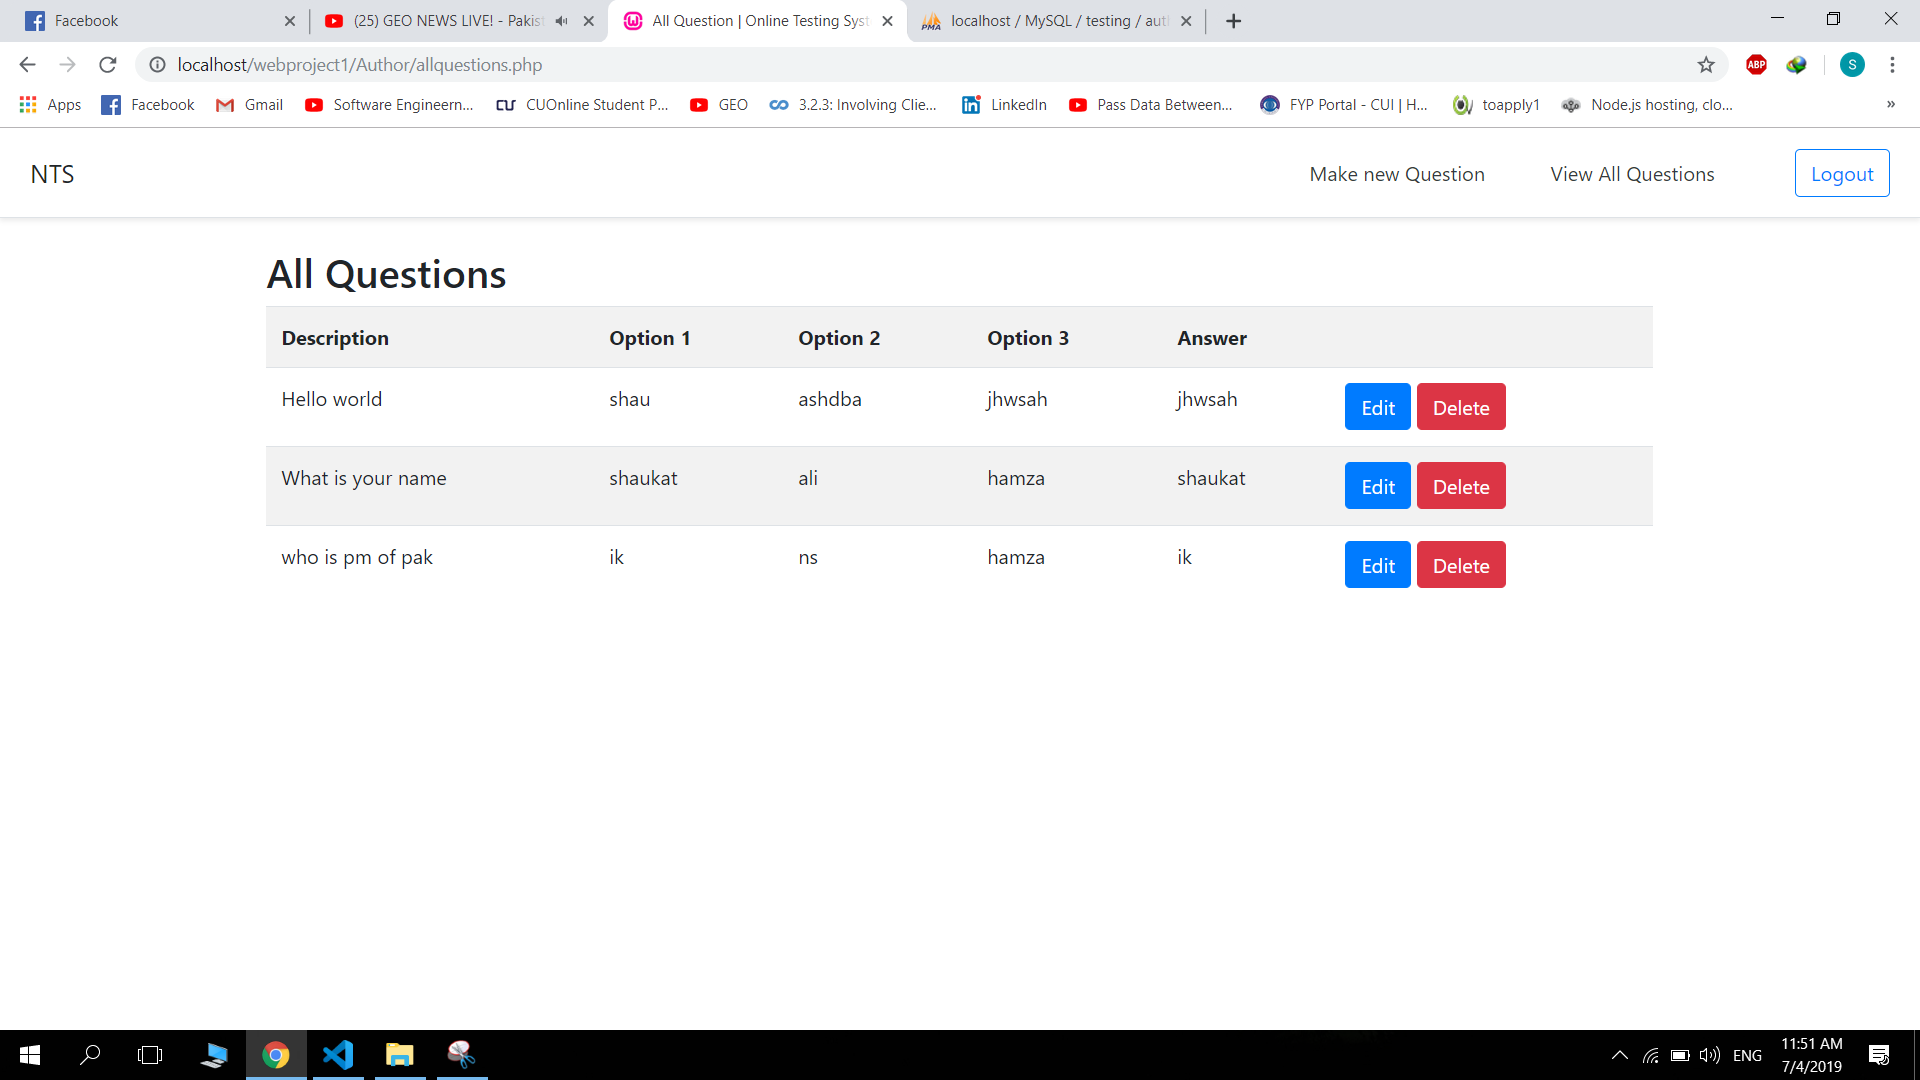 Facebook
(25) GEO NEWS LIVE! - Pakist
All Question | Online Testing Syst
localhost / MySQL / testing / aut
localhost/webproject1/Author/allquestions.php
ABP
S
Apps
Facebook
Gmail
Software Engineern...
CUOnline Student P...
GEO
3.2.3: Involving Clie...
LinkedIn
Pass Data Between...
FYP Portal - CUI | H...
toapply1
Node.js hosting, clo...
»
NTS
Make new Question
View All Questions
Logout
All Questions
Description Option 1 Option 2 Option 3 Answer
Hello world shau ashdba jhwsah jhwsah Edit Delete
What is your name shaukat ali hamza shaukat Edit Delete
who is pm of pak ik ns hamza ik Edit Delete
ENG
11:51 AM
7/4/2019